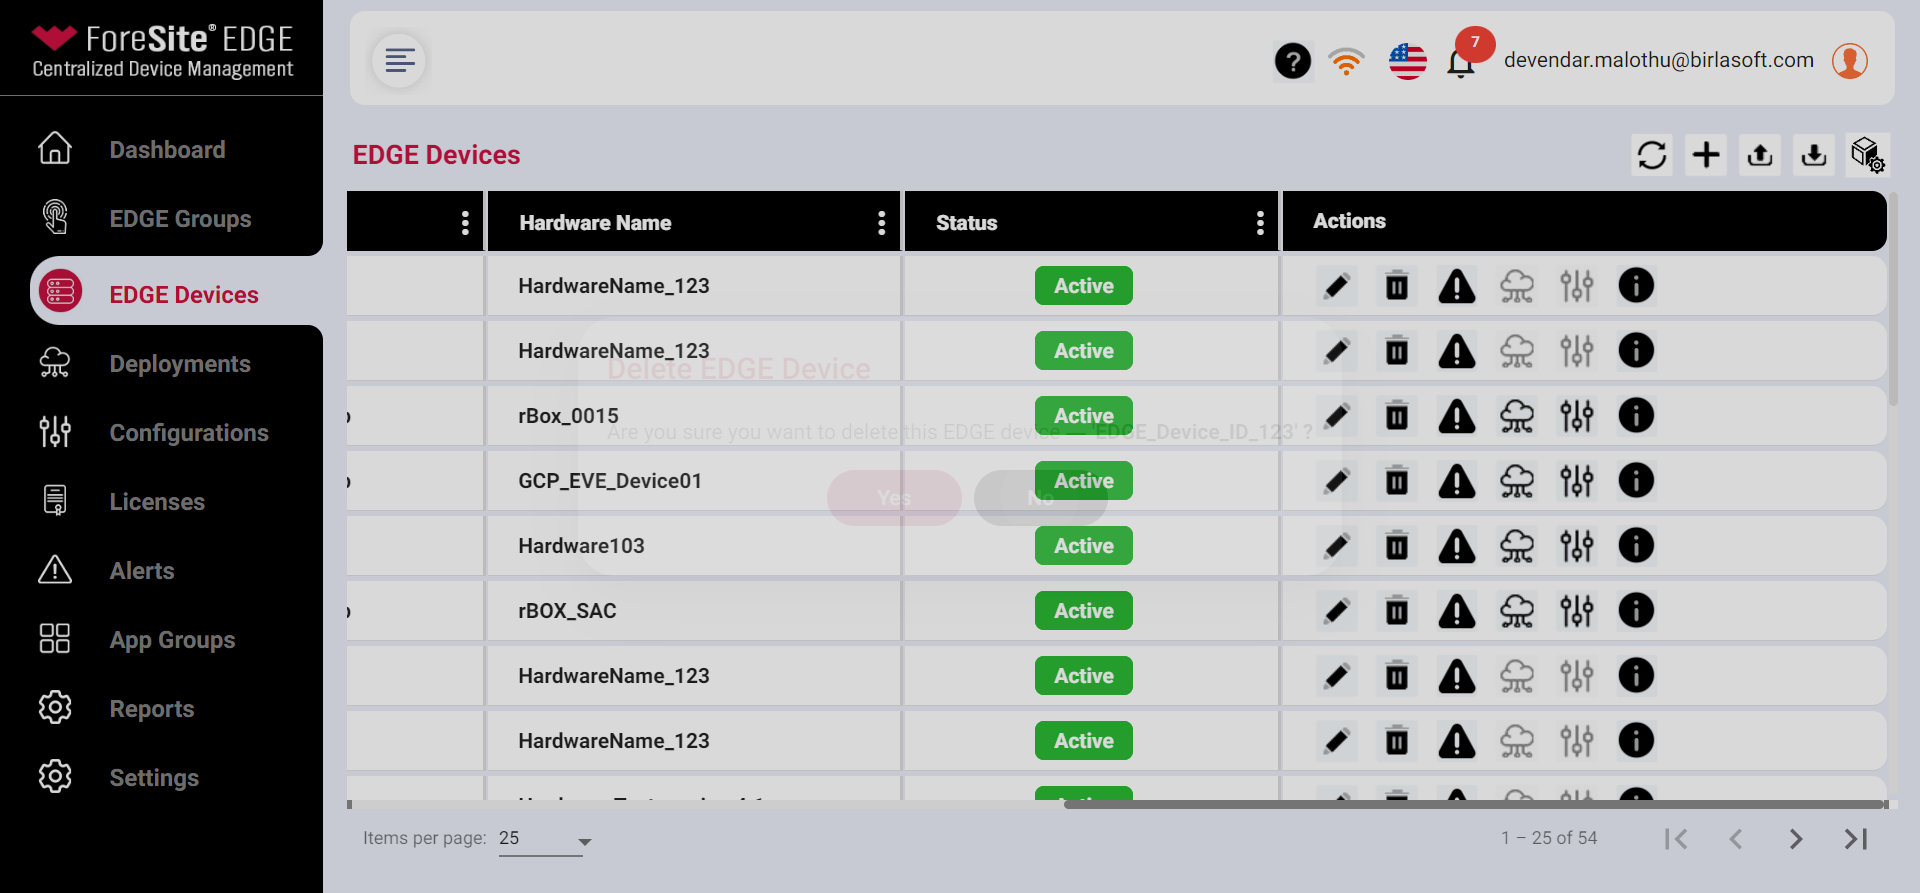 ForeSite® EDGE
Centralized Device Management
Dashboard
EDGE Groups
EDGE Devices
Deployments
Configurations
Licenses
Alerts
App Groups
Reports
Settings
?
7
devendar.malothu@birlasoft.com
EDGE Devices
Hardware Name
Status
Actions
HardwareName_123
Active
HardwareName_123
Active
Delete EDGE Device
rBox_0015
Active
Are you sure you want to delete this EDGE device 'EDGE_Device_ID_123' ?
GCP_EVE_Device01
Active
Yes
No
Hardware103
Active
rBOX_SAC
Active
HardwareName_123
Active
HardwareName_123
Active
Active
Items per page: 25
1 – 25 of 54